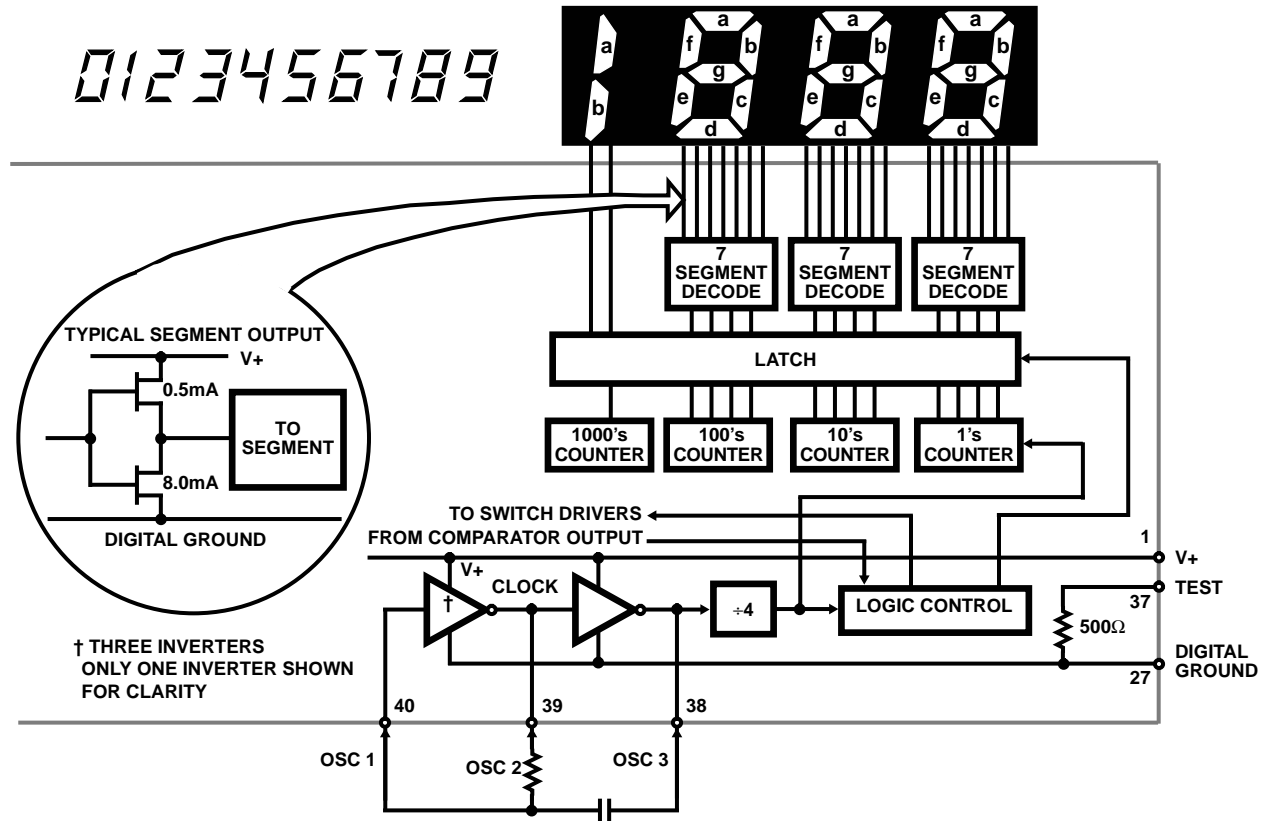 0123456789
a
b
a
f
b
g
e
c
d
a
f
b
g
e
c
d
a
f
b
g
e
c
d
7
SEGMENT
DECODE
7
SEGMENT
DECODE
7
SEGMENT
DECODE
LATCH
1000's
COUNTER
100's
COUNTER
10's
COUNTER
1's
COUNTER
TYPICAL SEGMENT OUTPUT
V+
0.5mA
TO
SEGMENT
8.0mA
DIGITAL GROUND
TO SWITCH DRIVERS
FROM COMPARATOR OUTPUT
1
V+
V+
CLOCK
†
÷4
LOGIC CONTROL
TEST
37
500Ω
DIGITAL
GROUND
27
† THREE INVERTERS
ONLY ONE INVERTER SHOWN
FOR CLARITY
40
39
38
OSC 1
OSC 2
OSC 3